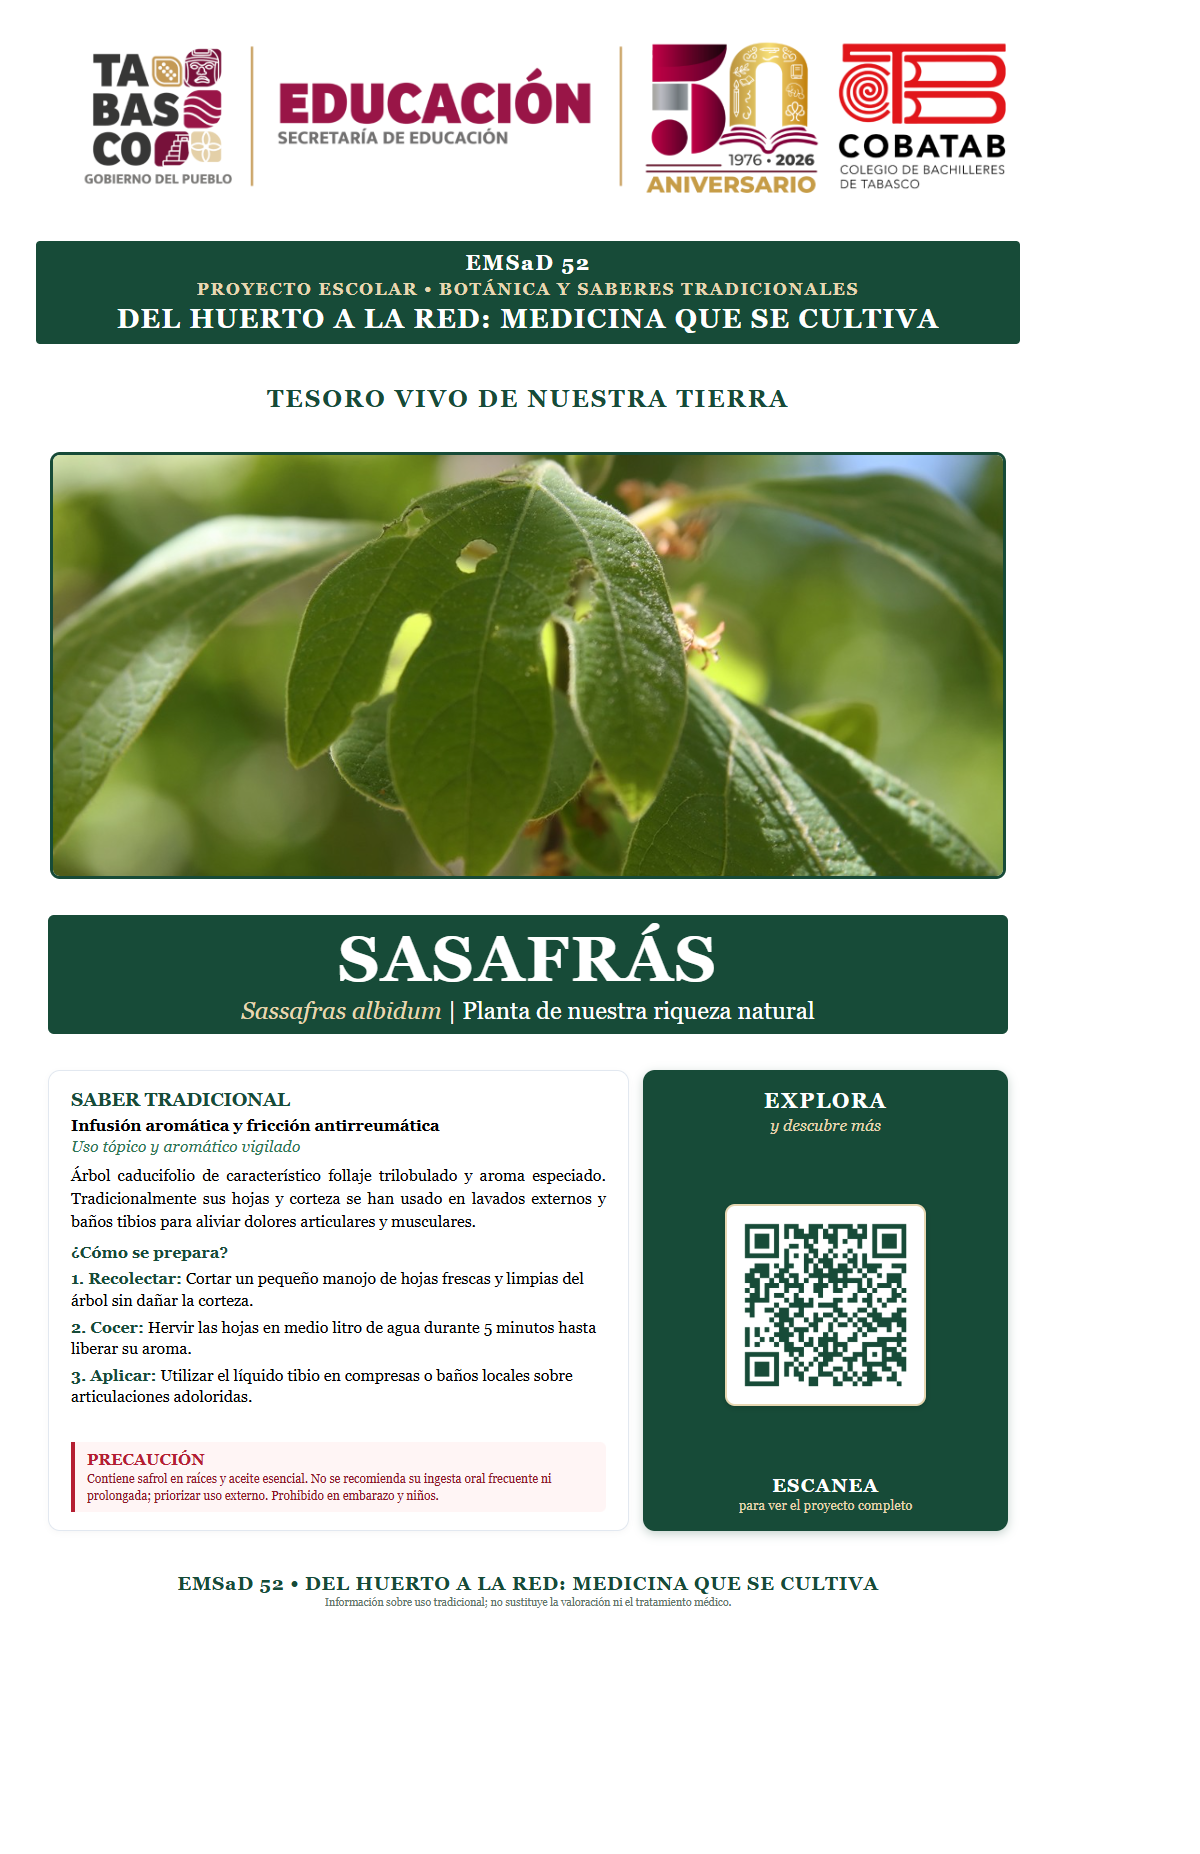 TA
BAS
CO
GOBIERNO DEL PUEBLO
EDUCACIÓN
SECRETARÍA DE EDUCACIÓN
50
1976 • 2026
ANIVERSARIO
COBATAB
COLEGIO DE BACHILLERES
DE TABASCO
EMSaD 52
PROYECTO ESCOLAR • BOTÁNICA Y SABERES TRADICIONALES
DEL HUERTO A LA RED: MEDICINA QUE SE CULTIVA
TESORO VIVO DE NUESTRA TIERRA
SASAFRÁS
Sassafras albidum | Planta de nuestra riqueza natural
SABER TRADICIONAL
Infusión aromática y fricción antirreumática
Uso tópico y aromático vigilado
Árbol caducifolio de característico follaje trilobulado y aroma especiado.
Tradicionalmente sus hojas y corteza se han usado en lavados externos y
baños tibios para aliviar dolores articulares y musculares.
¿Cómo se prepara?
1. Recolectar: Cortar un pequeño manojo de hojas frescas y limpias del
árbol sin dañar la corteza.
2. Cocer: Hervir las hojas en medio litro de agua durante 5 minutos hasta
liberar su aroma.
3. Aplicar: Utilizar el líquido tibio en compresas o baños locales sobre
articulaciones adoloridas.
PRECAUCIÓN
Contiene safrol en raíces y aceite esencial. No se recomienda su ingesta oral frecuente ni
prolongada; priorizar uso externo. Prohibido en embarazo y niños.
EXPLORA
y descubre más
ESCANEA
para ver el proyecto completo
EMSaD 52 • DEL HUERTO A LA RED: MEDICINA QUE SE CULTIVA
Información sobre uso tradicional; no sustituye la valoración ni el tratamiento médico.